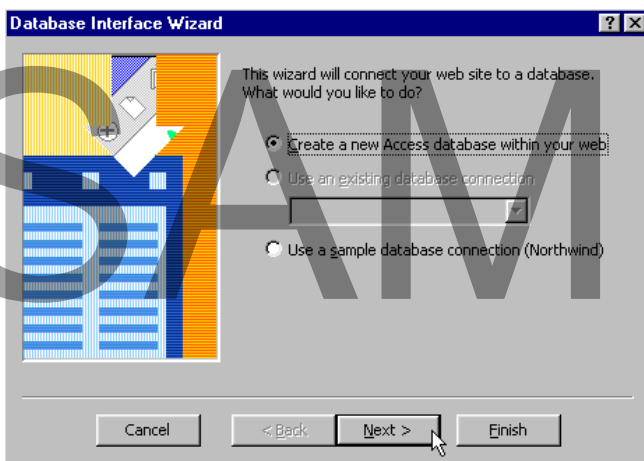 Database Interface Wizard
This wizard will connect your web site to a database.
What would you like to do?
Create a new Access database within your web
Use an existing database connection
Use a sample database connection (Northwind)
Cancel
< Back
Next >
Finish
SAM